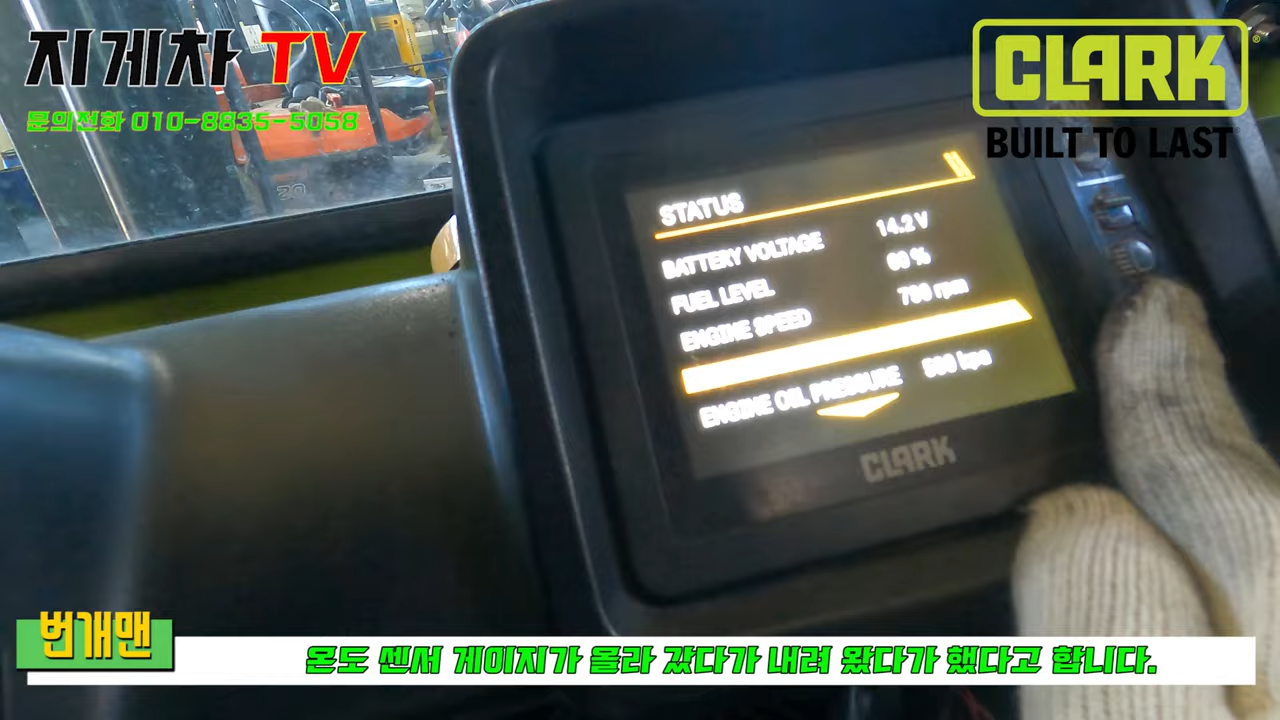 지게차 TV
문의전화 010-8835-5058
CLARK
BUILT TO LAST
STATUS
BATTERY VOLTAGE 14.2 V
FUEL LEVEL %
ENGINE SPEED rpm
ENGINE OIL PRESSURE kpa
CLARK
번개맨
온도 센서 게이지가 올라 갔다가 내려 왔다가 했다고 합니다.